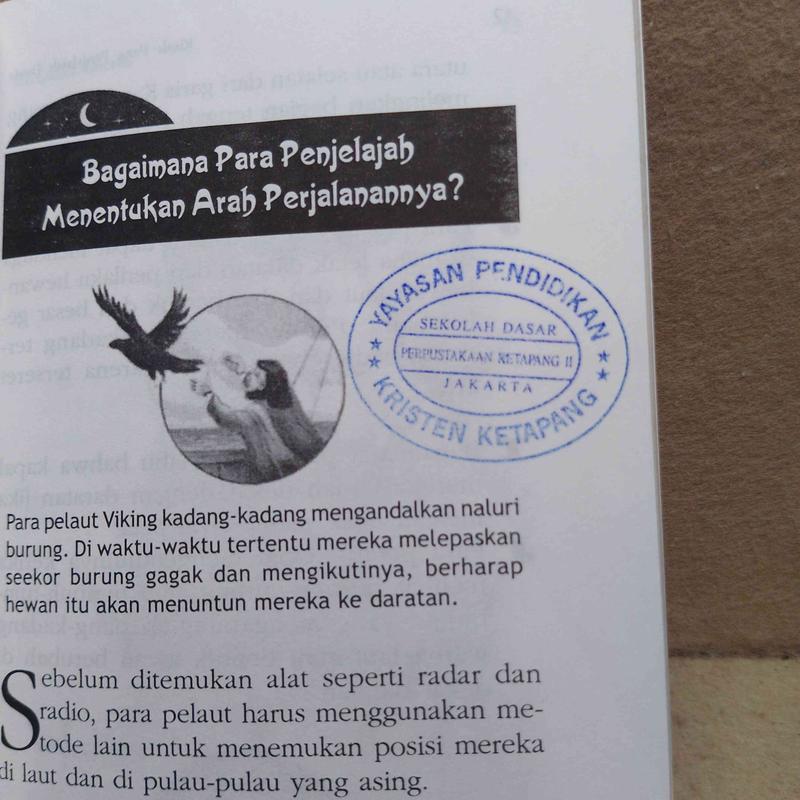 Bagaimana Para Penjelajah
Menentukan Arah Perjalanannya?
YAYASAN PENDIDIKAN
SEKOLAH DASAR
PERPUSTAKAAN KETAPANG II
JAKARTA
KRISTEN KETAPANG
Para pelaut Viking kadang-kadang mengandalkan naluri
burung. Di waktu-waktu tertentu mereka melepaskan
seekor burung gagak dan mengikutinya, berharap
hewan itu akan menuntun mereka ke daratan.
Sebelum ditemukan alat seperti radar dan
radio, para pelaut harus menggunakan me-
tode lain untuk menemukan posisi mereka
di laut dan di pulau-pulau yang asing.